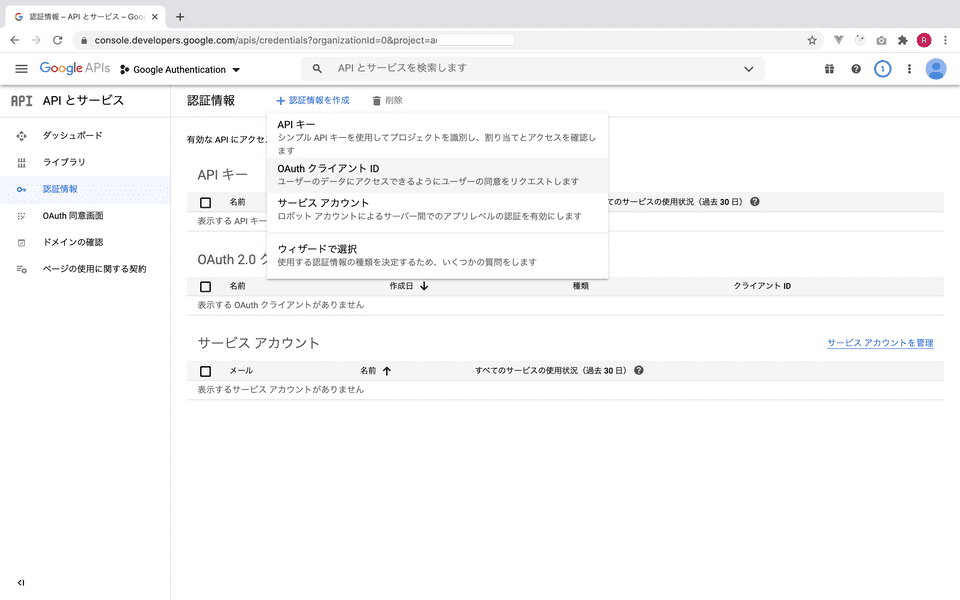 認証情報 – API とサービス – Goo
console.developers.google.com/apis/credentials?organizationId=0&project=a
R
Google APIs
Google Authentication
API とサービスを検索します
1
API
API とサービス
認証情報
認証情報を作成
削除
ダッシュボード
ライブラリ
認証情報
OAuth 同意画面
ドメインの確認
ページの使用に関する契約
有効な API にアクセ
API キー
シンプル API キーを使用してプロジェクトを識別し、割り当てとアクセスを確認し
ます
OAuth クライアント ID
ユーザーのデータにアクセスできるようにユーザーの同意をリクエストします
サービス アカウント
ロボット アカウントによるサーバー間でのアプリレベルの認証を有効にします
ウィザードで選択
使用する認証情報の種類を決定するため、いくつかの質問をします
API キー
名前
てのサービスの使用状況（過去 30 日）
表示する API キー
OAuth 2.0 ク
名前
作成日
種類
クライアント ID
表示する OAuth クライアントがありません
サービス アカウント
サービス アカウントを管理
メール
名前
すべてのサービスの使用状況（過去 30 日）
表示するサービス アカウントがありません